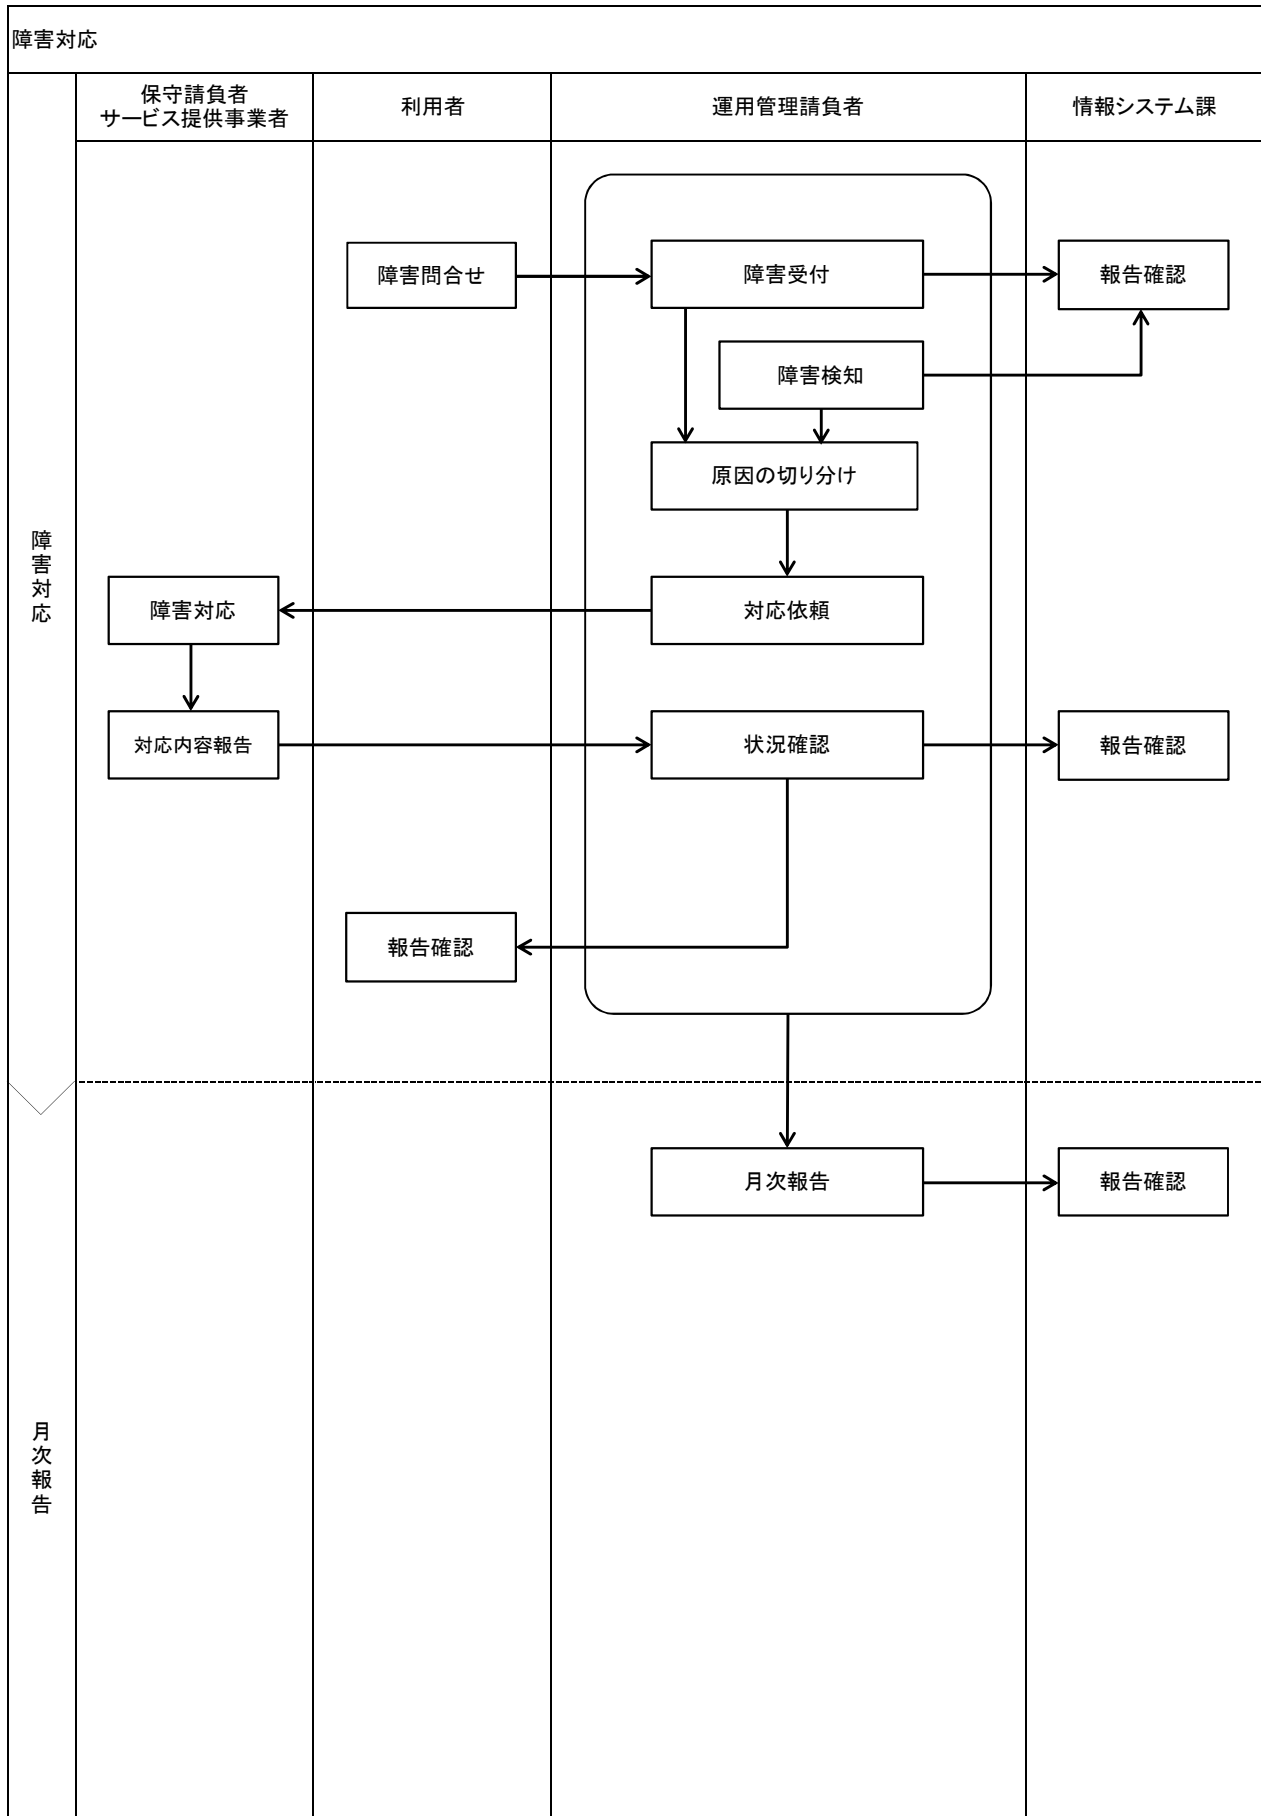 障害対応
保守請負者
サービス提供事業者
利用者
運用管理請負者
情報システム課
障害対応
障害問合せ
障害受付
報告確認
障害検知
原因の切り分け
障害対応
対応依頼
対応内容報告
状況確認
報告確認
報告確認
月次報告
月次報告
報告確認